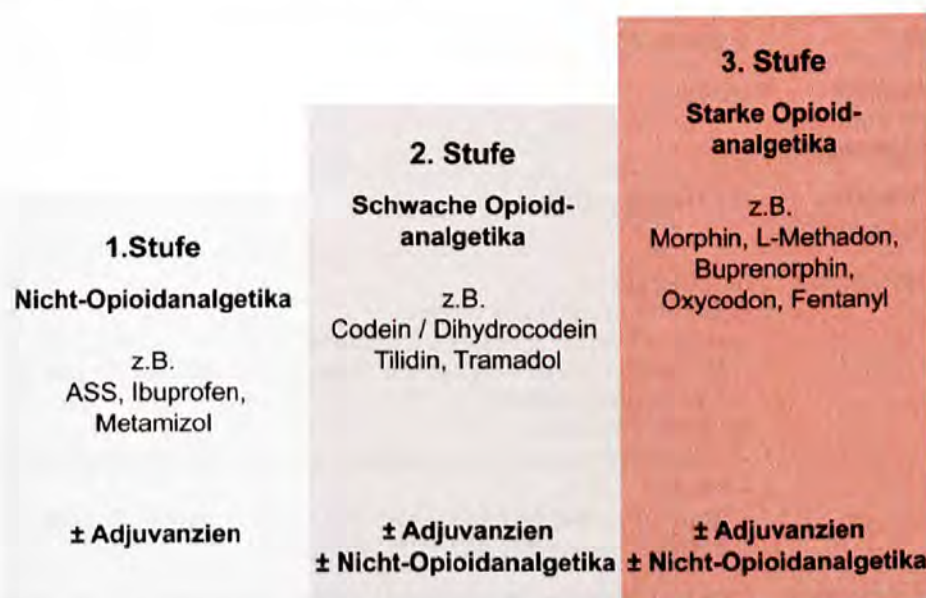 1.Stufe
Nicht-Opioidanalgetika
z.B.
ASS, Ibuprofen,
Metamizol
± Adjuvanzien
2. Stufe
Schwache Opioid-
analgetika
z.B.
Codein / Dihydrocodein
Tilidin, Tramadol
± Adjuvanzien
± Nicht-Opioidanalgetika
3. Stufe
Starke Opioid-
analgetika
z.B.
Morphin, L-Methadon,
Buprenorphin,
Oxycodon, Fentanyl
± Adjuvanzien
± Nicht-Opioidanalgetika